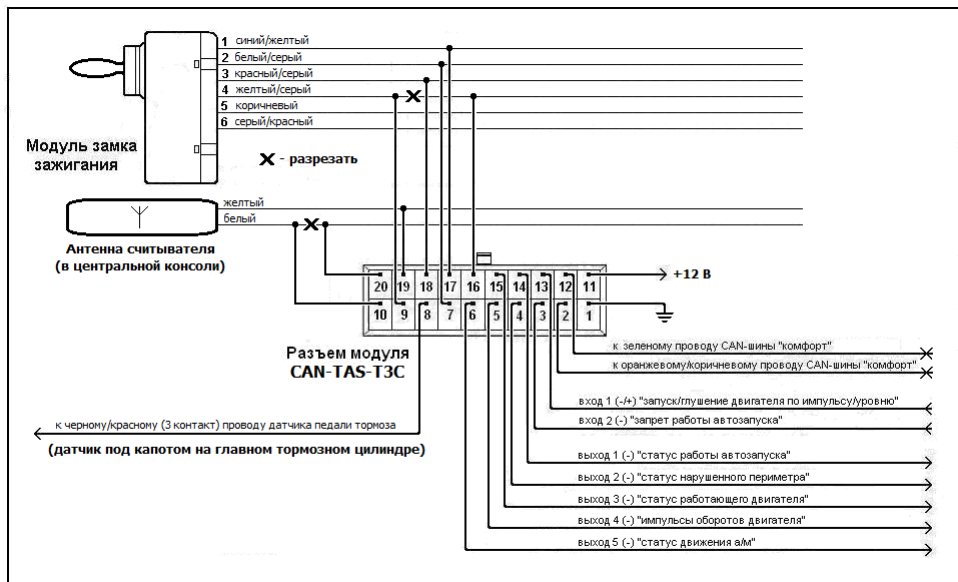 1 синий/желтый
2 белый/серый
3 красный/серый
4 желтый/серый
5 коричневый
6 серый/красный
Модуль замка
зажигания
X - разрезать
желтый
белый
Антенна считывателя
(в центральной консоли)
+12 В
20 19 18 17 16 15 14 13 12 11
10 9 8 7 6 5 4 3 2 1
Разъем модуля
CAN-TAS-T3C
к зеленому проводу CAN-шины "комфорт"
к оранжевому/коричневому проводу CAN-шины "комфорт"
вход 1 (-/+) "запуск/глушение двигателя по импульсу/уровню"
вход 2 (-) "запрет работы автозапуска"
к черному/красному (3 контакт) проводу датчика педали тормоза
(датчик под капотом на главном тормозном цилиндре)
выход 1 (-) "статус работы автозапуска"
выход 2 (-) "статус нарушенного периметра"
выход 3 (-) "статус работающего двигателя"
выход 4 (-) "импульсы оборотов двигателя"
выход 5 (-) "статус движения а/м"